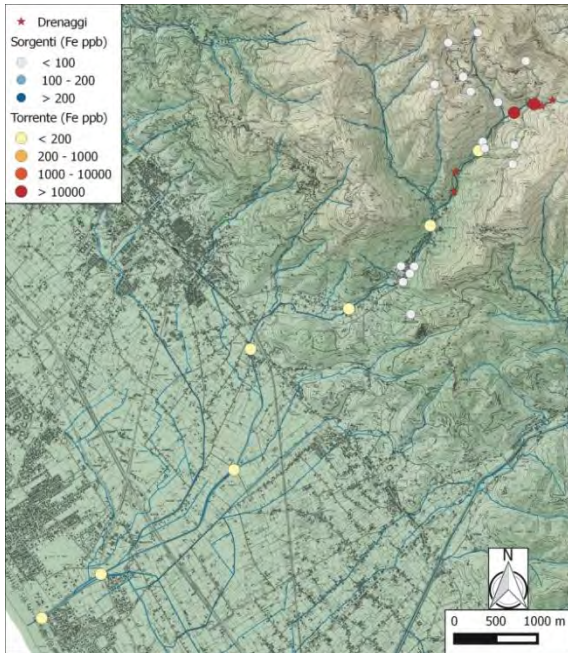 Drenaggi
Sorgenti (Fe ppb)
< 100
100 - 200
> 200
Torrente (Fe ppb)
< 200
200 - 1000
1000 - 10000
> 10000
N
0 500 1000 m